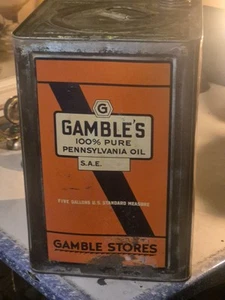 G
GAMBLE'S
100% PURE
PENNSYLVANIA OIL
S.A.E.
FIVE GALLONS U.S. STANDARD MEASURE
GAMBLE STORES